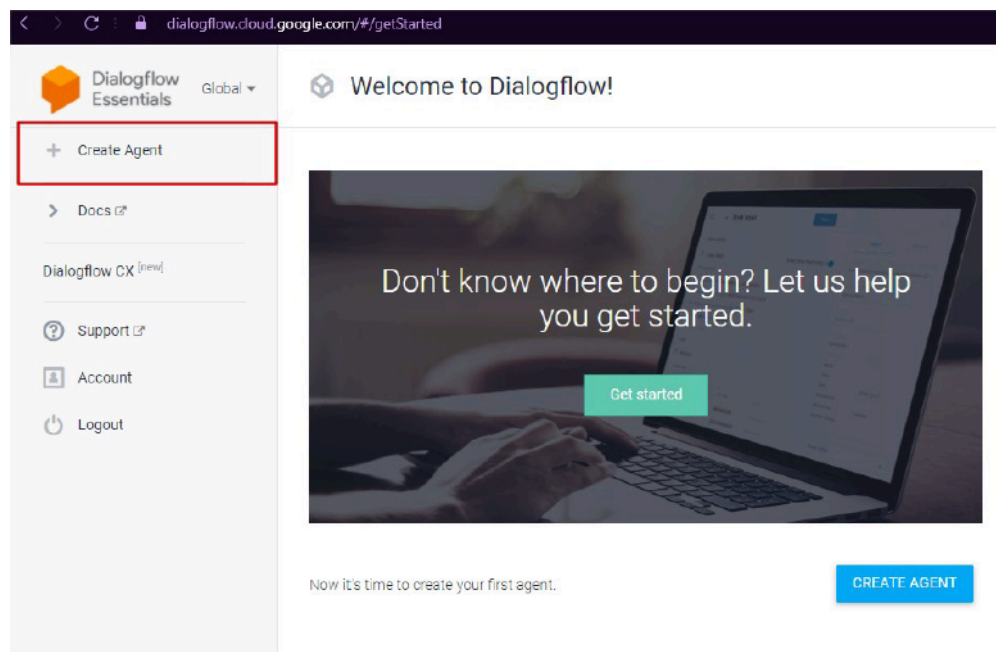 dialogflow.cloud.google.com/#/getStarted
Dialogflow
Essentials
Global
Welcome to Dialogflow!
Create Agent
Docs
Dialogflow CX [new]
Support
Account
Logout
Don't know where to begin? Let us help
you get started.
Get started
Now it's time to create your first agent.
CREATE AGENT